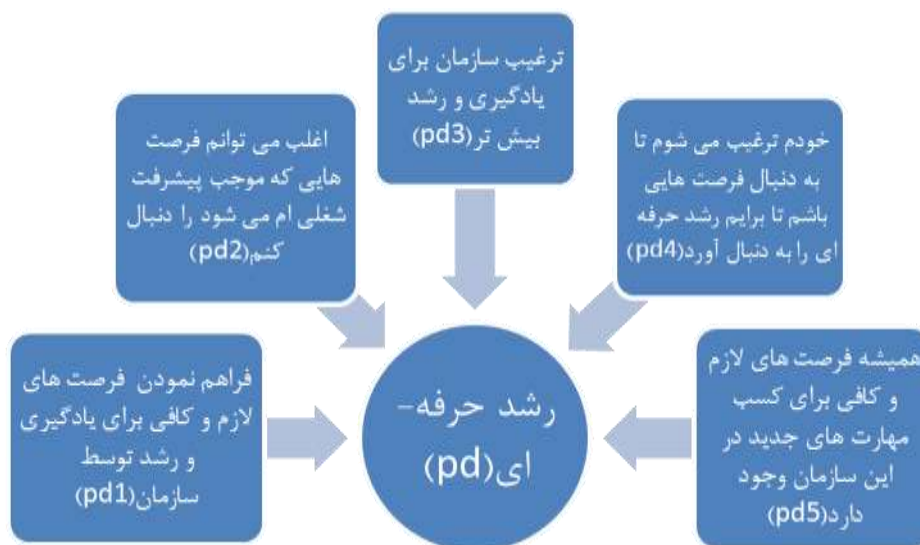 ترغیب سازمان برای
یادگیری و رشد
بیش تر(pd3)
اغلب می توانم فرصت
هایی که موجب پیشرفت
شغلی ام می شود را دنبال
کنم(pd2)
خودم ترغیب می شوم تا
به دنبال فرصت هایی
باشم تا برایم رشد حرفه
ای را به دنبال آورد(pd4)
فراهم نمودن فرصت های
لازم و کافی برای یادگیری
و رشد توسط
سازمان(pd1)
رشد حرفه-
ای(pd)
همیشه فرصت های لازم
و کافی برای کسب
مهارت های جدید در
این سازمان وجود
دارد(pd5)